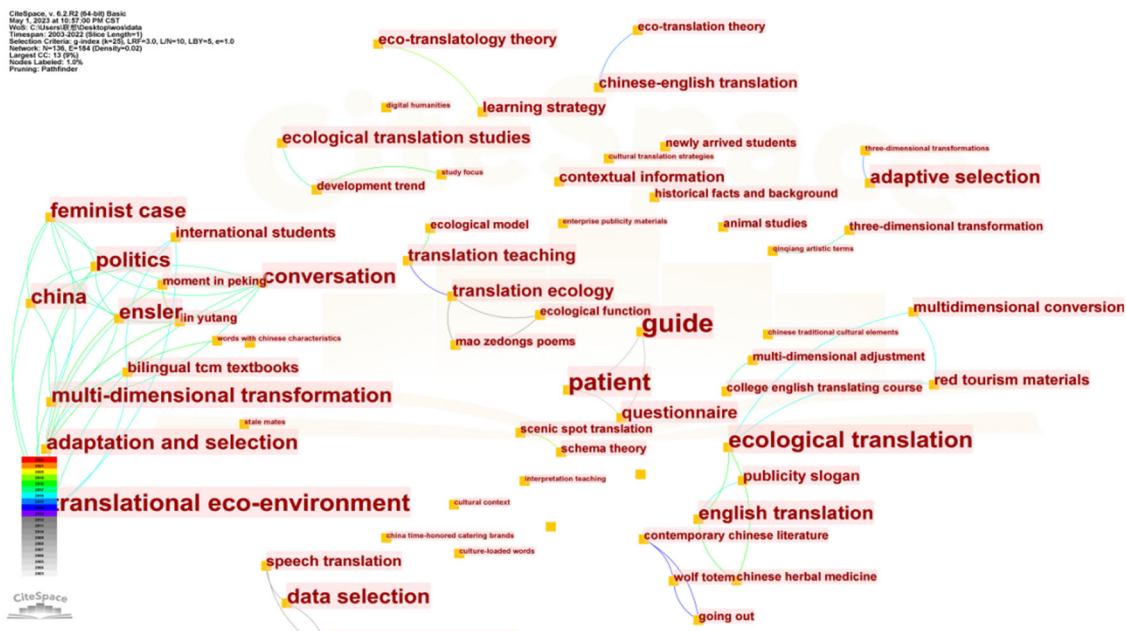 CiteSpace, v. 6.2.R2 (64-bit) Basic
May 1, 2023 at 10:57:00 PM CST
WoS: C:\Users\联想\Desktop\wos\data
Timespan: 2003-2022 (Slice Length=1)
Selection Criteria: g-index (k=25), LRF=3.0, L/N=10, LBY=5, e=1.0
Network: N=136, E=184 (Density=0.02)
Largest CC: 13 (9%)
Nodes Labeled: 1.0%
Pruning: Pathfinder
eco-translation theory
eco-translatology theory
chinese-english translation
digital humanities
learning strategy
ecological translation studies
newly arrived students
three-dimensional transformations
cultural translation strategies
study focus
contextual information
adaptive selection
development trend
historical facts and background
feminist case
enterprise publicity materials
ecological model
animal studies
three-dimensional transformation
international students
qinqiang artistic terms
translation teaching
politics
conversation
moment in peking
translation ecology
china
multidimensional conversion
ensler
lin yutang
ecological function
guide
chinese traditional cultural elements
words with chinese characteristics
mao zedongs poems
multi-dimensional adjustment
bilingual tcm textbooks
patient
red tourism materials
college english translating course
multi-dimensional transformation
questionnaire
stale mates
scenic spot translation
adaptation and selection
ecological translation
schema theory
publicity slogan
interpretation teaching
translational eco-environment
cultural context
english translation
china time-honored catering brands
contemporary chinese literature
culture-loaded words
speech translation
wolf totem
chinese herbal medicine
data selection
going out
CiteSpace